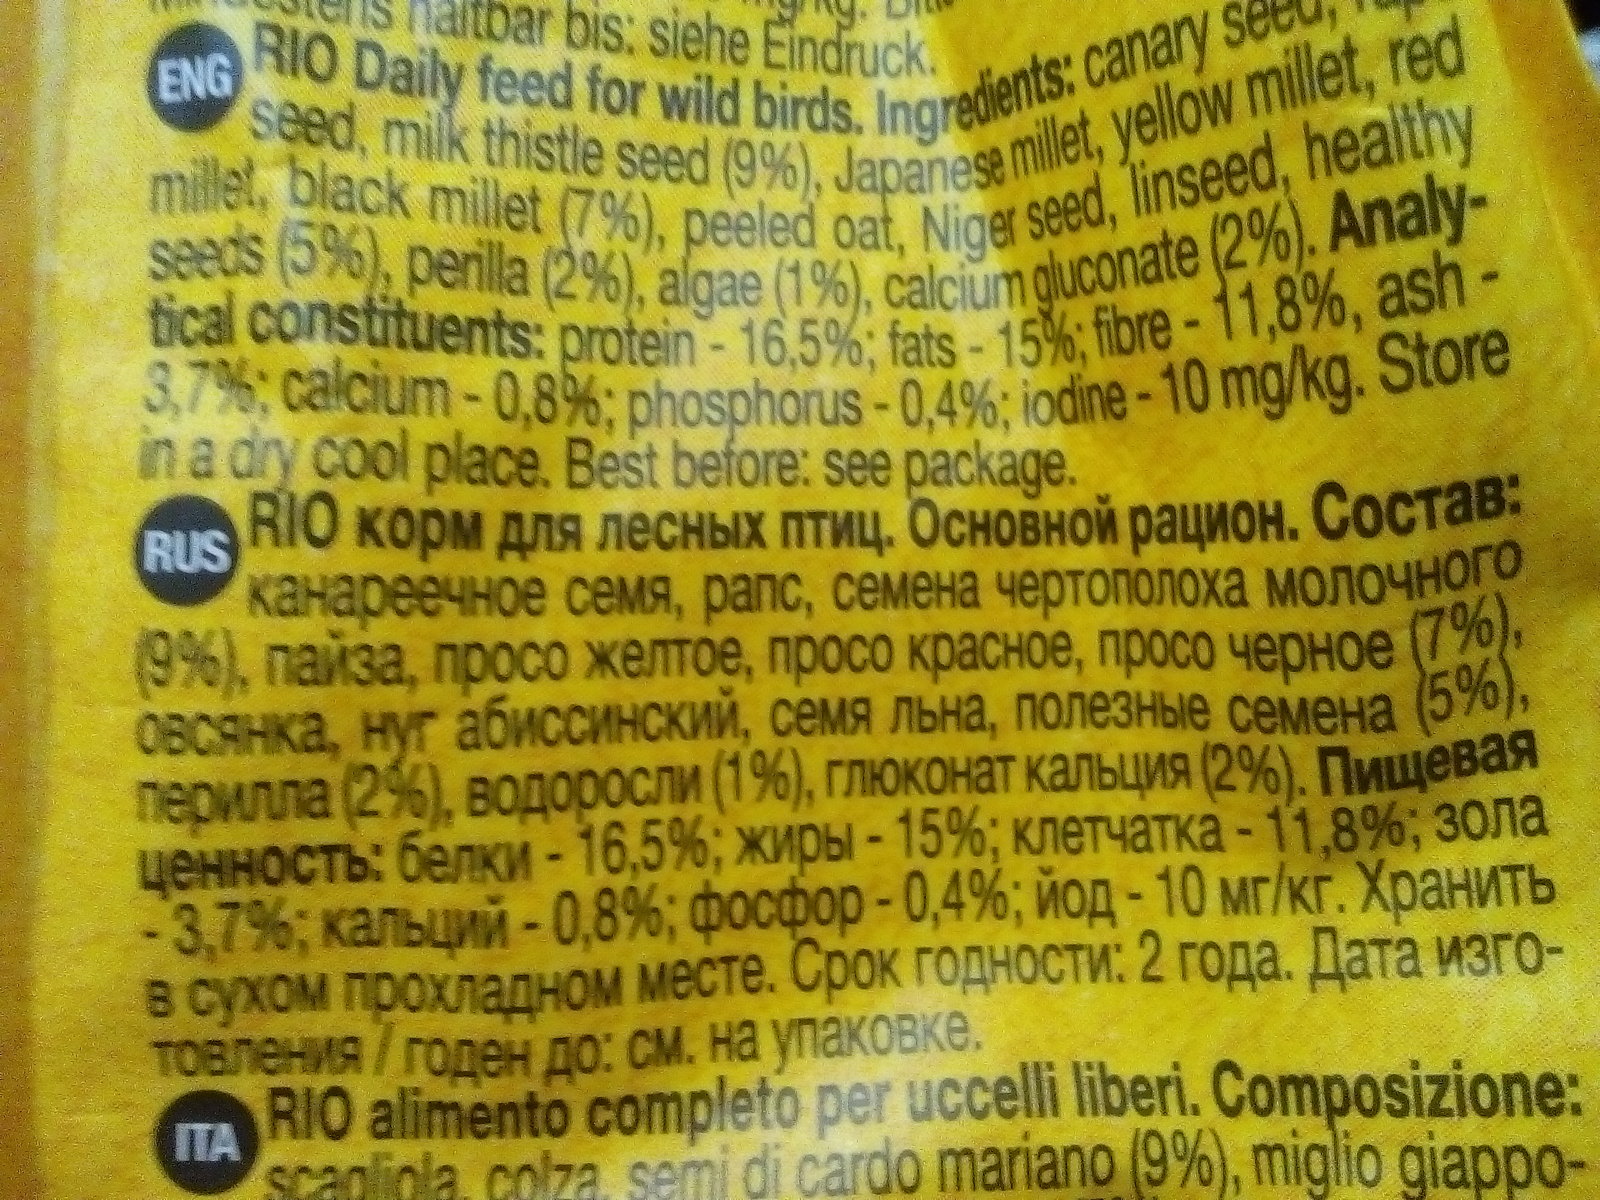 haltbar bis: siehe Eindruck.
ENG RIO Daily feed for wild birds. Ingredients: canary seed,
seed, milk thistle seed (9%), Japanese millet, yellow millet, red
millet, black millet (7%), peeled oat, Niger seed, linseed, healthy
seeds (5%), perilla (2%), algae (1%), calcium gluconate (2%). Analy-
tical constituents: protein - 16,5%; fats - 15%; fibre - 11,8%, ash -
3,7%; calcium - 0,8%; phosphorus - 0,4%; iodine - 10 mg/kg. Store
in a dry cool place. Best before: see package.
RUS RIO корм для лесных птиц. Основной рацион. Состав:
канареечное семя, рапс, семена чертополоха молочного
(9%), пайза, просо желтое, просо красное, просо черное (7%),
овсянка, нуг абиссинский, семя льна, полезные семена (5%),
перилла (2%), водоросли (1%), глюконат кальция (2%). Пищевая
ценность: белки - 16,5%; жиры - 15%; клетчатка - 11,8%; зола
- 3,7%; кальций - 0,8%; фосфор - 0,4%; йод - 10 мг/кг. Хранить
в сухом прохладном месте. Срок годности: 2 года. Дата изго-
товления / годен до: см. на упаковке.
ITA RIO alimento completo per uccelli liberi. Composizione:
scagliola, colza, semi di cardo mariano (9%), miglio giappo-